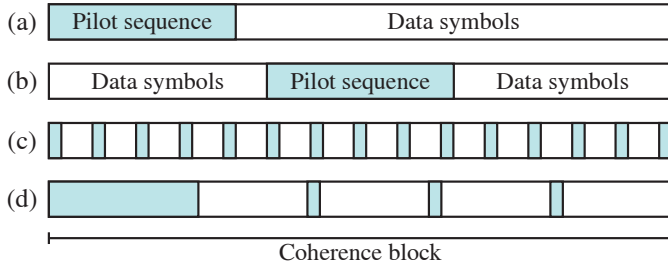 (a) Pilot sequence Data symbols
(b) Data symbols Pilot sequence Data symbols
(c)
(d)
Coherence block